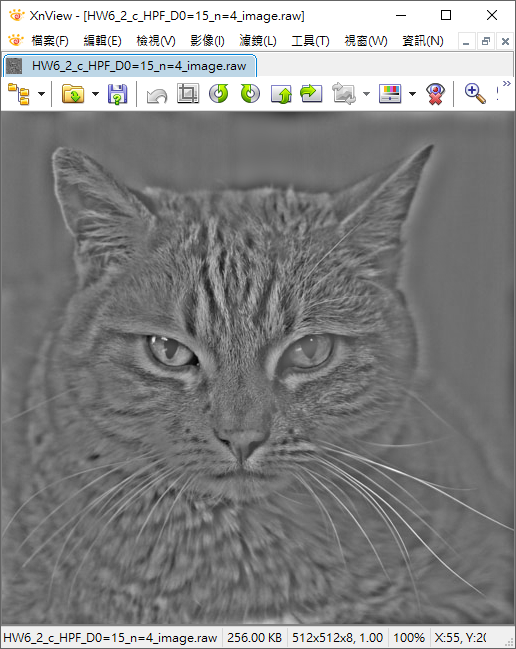 XnView - [HW6_2_c_HPF_D0=15_n=4_image.raw]
檔案(F) 編輯(E) 檢視(V) 影像(I) 濾鏡(L) 工具(T) 視窗(W) 資訊(N)
HW6_2_c_HPF_D0=15_n=4_image.raw
HW6_2_c_HPF_D0=15_n=4_image.raw 256.00 KB 512x512x8, 1.00 100% X:55, Y:20